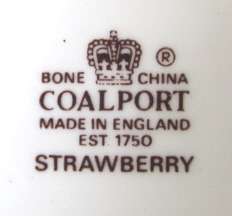 ®
BONE CHINA
COALPORT
MADE IN ENGLAND
EST 1750
STRAWBERRY